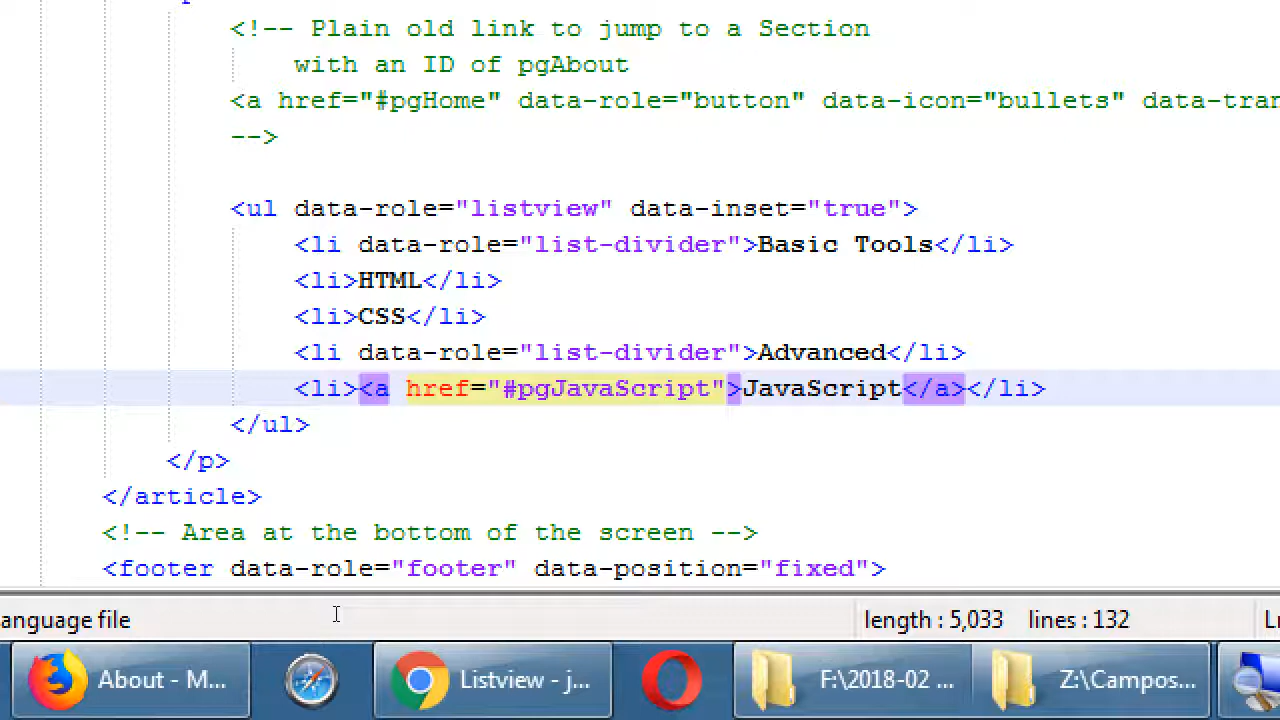 <!-- Plain old link to jump to a Section
with an ID of pgAbout
<a href="#pgHome" data-role="button" data-icon="bullets" data-tran
-->
<ul data-role="listview" data-inset="true">
<li data-role="list-divider">Basic Tools</li>
<li>HTML</li>
<li>CSS</li>
<li data-role="list-divider">Advanced</li>
<li><a href="#pgJavaScript">JavaScript</a></li>
</ul>
</p>
</article>
<!-- Area at the bottom of the screen -->
<footer data-role="footer" data-position="fixed">
anguage file length : 5,033 lines : 132 L
About - M... Listview - j... F:\2018-02 ... Z:\Campos...